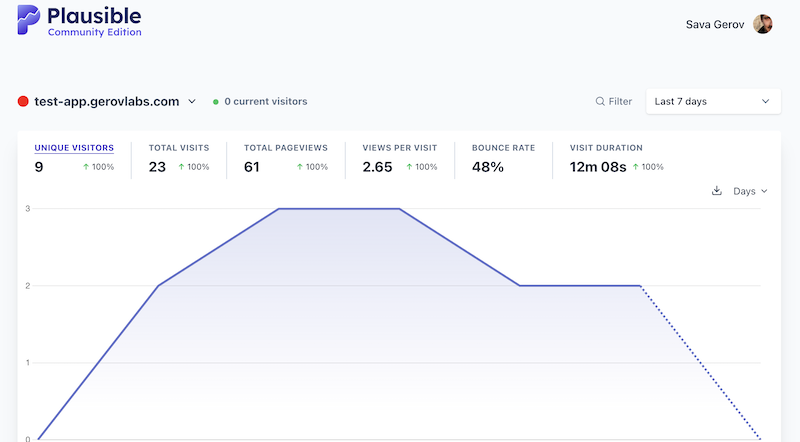 Plausible
Community Edition
Sava Gerov
test-app.gerovlabs.com
0 current visitors
Filter
Last 7 days
UNIQUE VISITORS
9 ↑ 100%
TOTAL VISITS
23 ↑ 100%
TOTAL PAGEVIEWS
61 ↑ 100%
VIEWS PER VISIT
2.65 ↑ 100%
BOUNCE RATE
48%
VISIT DURATION
12m 08s ↑ 100%
Days
3
2
1
0